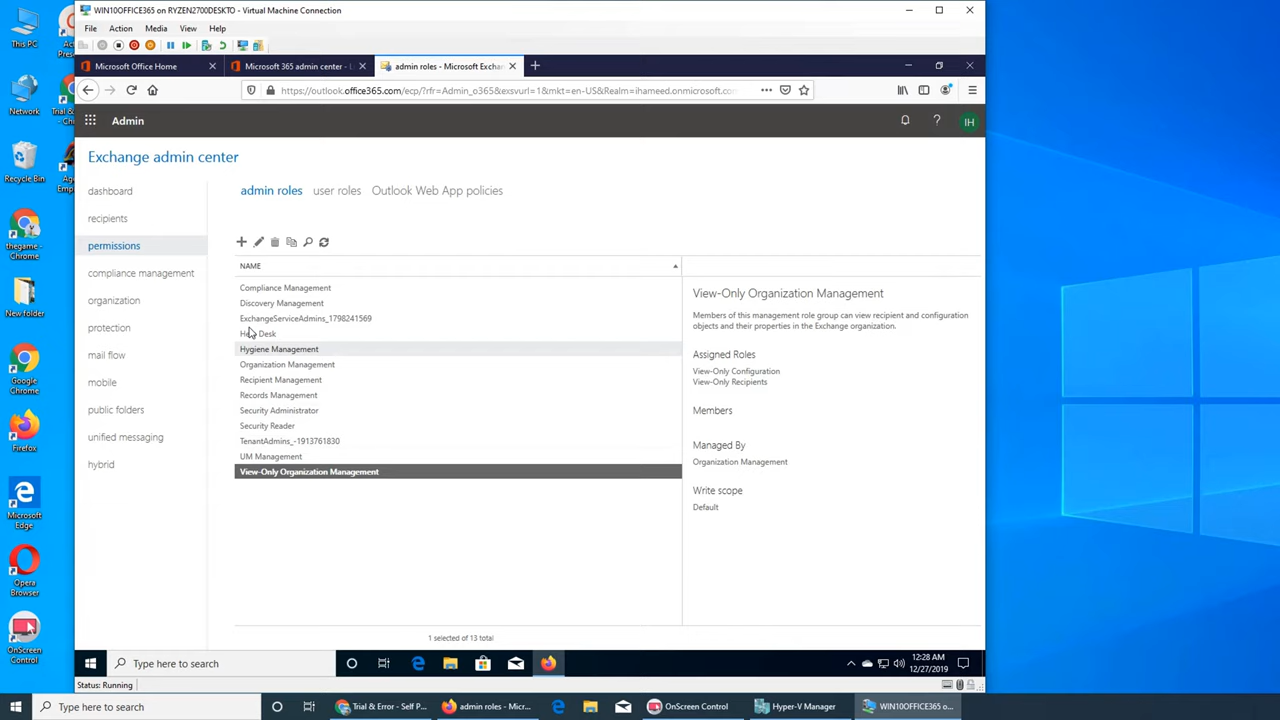 WIN10OFFICE365 on RYZEN2700DESKTO - Virtual Machine Connection
File Action Media View Help
Microsoft Office Home
Microsoft 365 admin center -
admin roles - Microsoft Exchan
https://outlook.office365.com/ecp/?rfr=Admin_o365&exsvurl=1&mkt=en-US&Realm=ihameed.onmicrosoft.com
Admin
IH
Exchange admin center
dashboard
recipients
permissions
compliance management
organization
protection
mail flow
mobile
public folders
unified messaging
hybrid
admin roles user roles Outlook Web App policies
NAME
Compliance Management
Discovery Management
ExchangeServiceAdmins_1798241569
Help Desk
Hygiene Management
Organization Management
Recipient Management
Records Management
Security Administrator
Security Reader
TenantAdmins_-1913761830
UM Management
View-Only Organization Management
1 selected of 13 total
View-Only Organization Management
Members of this management role group can view recipient and configuration
objects and their properties in the Exchange organization.
Assigned Roles
View-Only Configuration
View-Only Recipients
Members
Managed By
Organization Management
Write scope
Default
Type here to search
12:28 AM
12/27/2019
Status: Running
This PC
Network
Recycle Bin
thegame -
Chrome
New folder
Google
Chrome
Firefox
Microsoft
Edge
Opera
Browser
OnScreen
Control
Type here to search
Trial & Error - Self P...
admin roles - Micr...
OnScreen Control
Hyper-V Manager
WIN10OFFICE365 o...